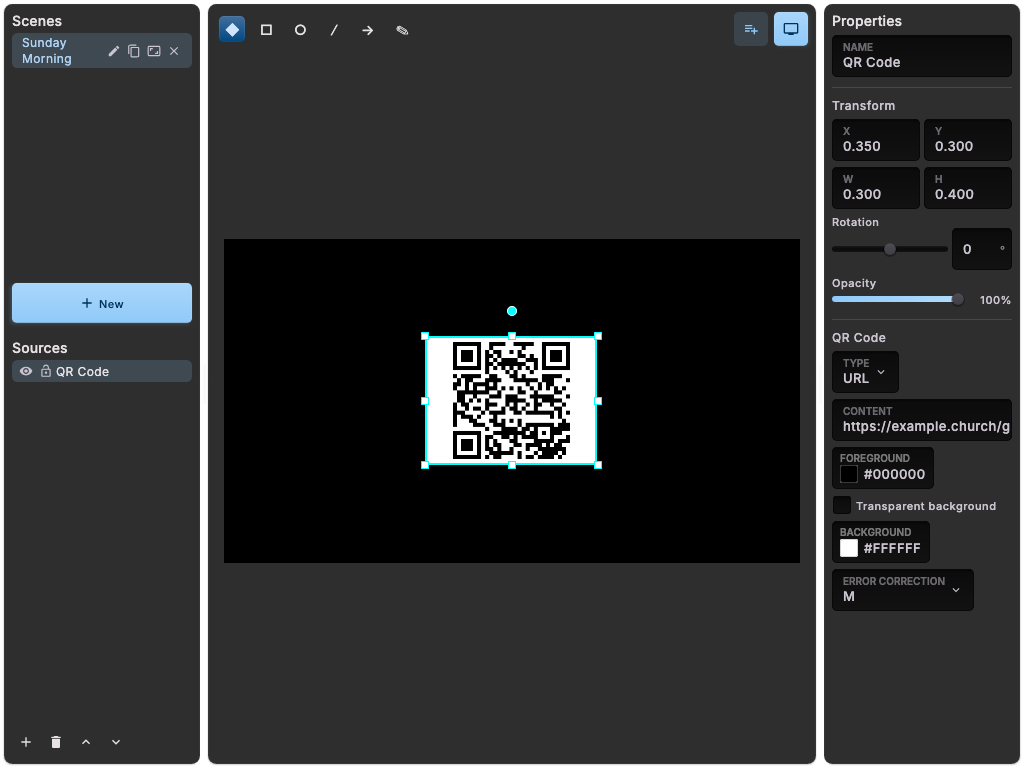 Scenes
Sunday
Morning
New
Sources
QR Code
Properties
NAME
QR Code
Transform
X
0.350
Y
0.300
W
0.300
H
0.400
Rotation
0 °
Opacity
100%
QR Code
TYPE
URL
CONTENT
https://example.church/g
FOREGROUND
#000000
Transparent background
BACKGROUND
#FFFFFF
ERROR CORRECTION
M